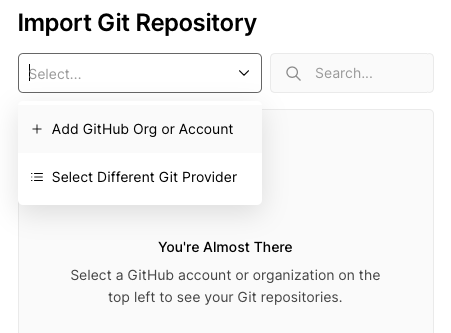 Import Git Repository
Select...
Search...
Add GitHub Org or Account
Select Different Git Provider
You're Almost There
Select a GitHub account or organization on the
top left to see your Git repositories.